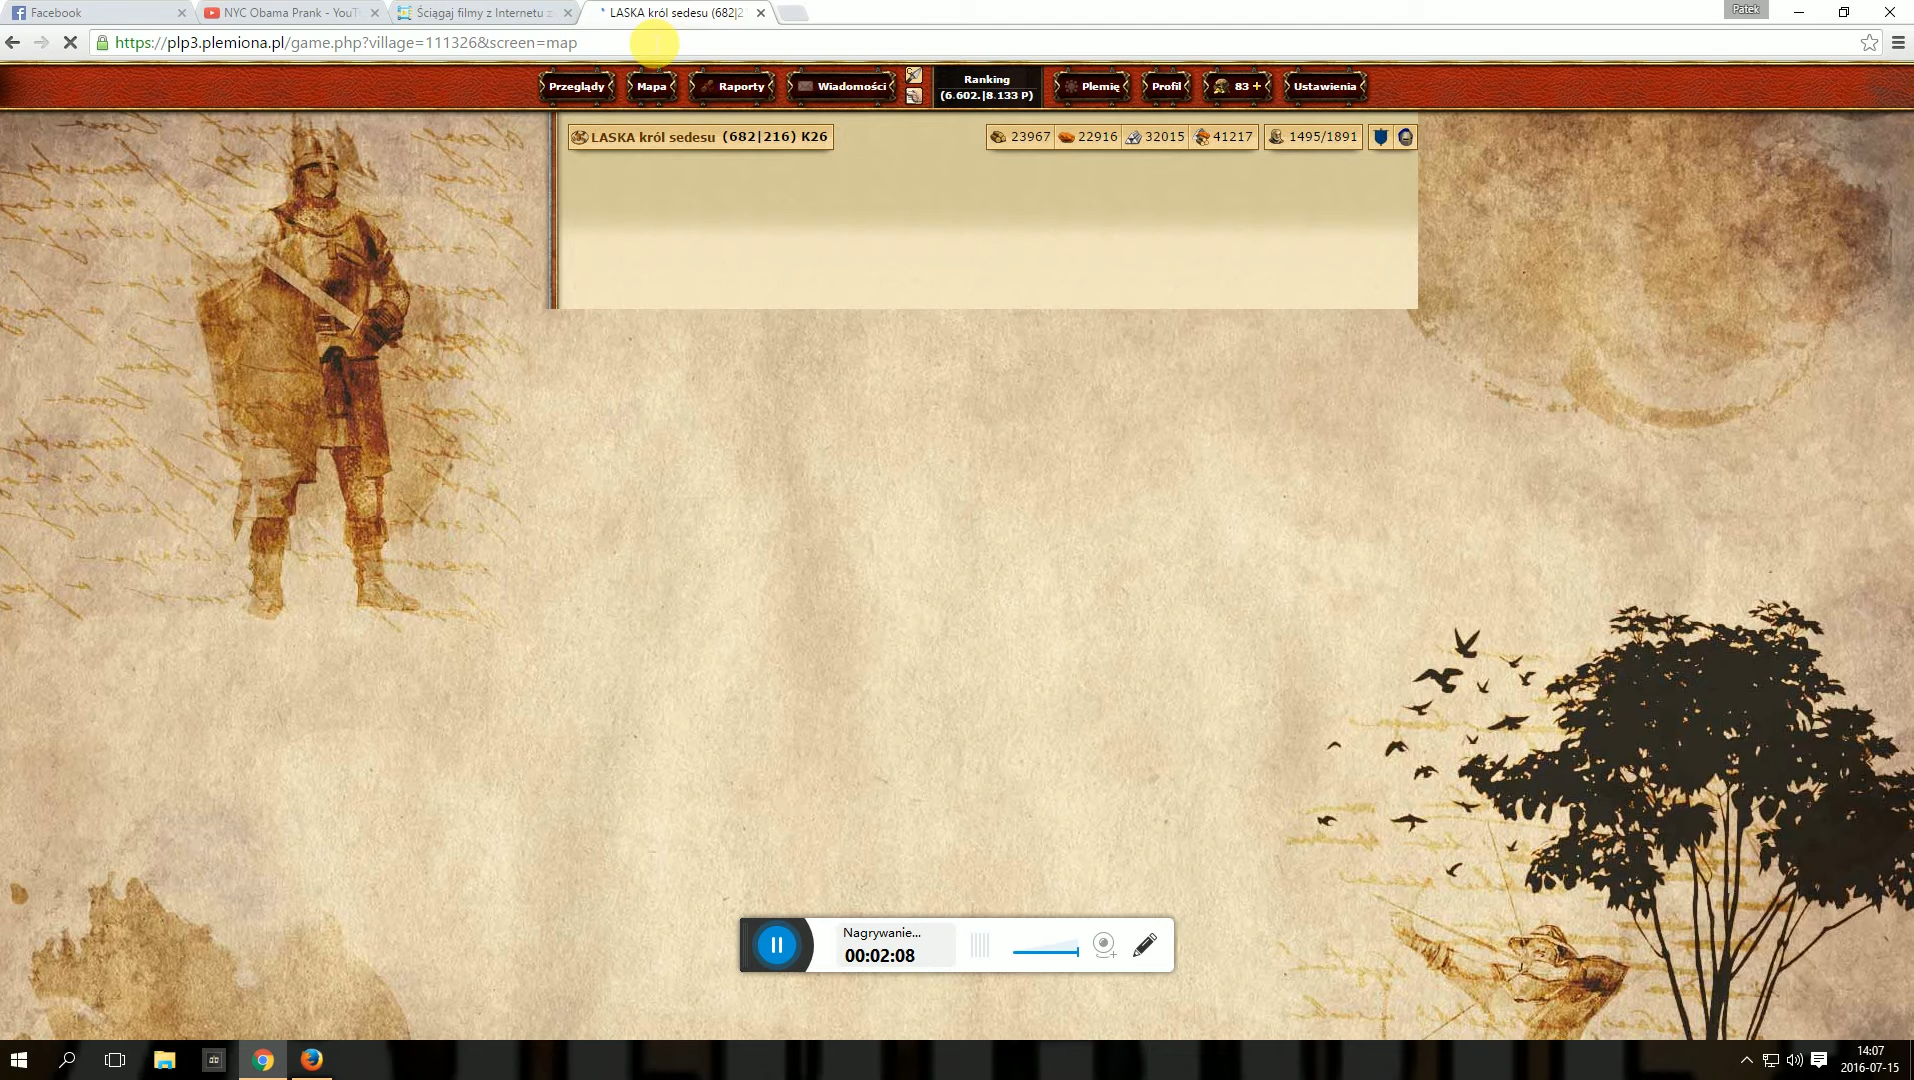 Facebook
NYC Obama Prank - YouT
Ściągaj filmy z Internetu z
LASKA król sedesu (682|2
Patek
https://plp3.plemiona.pl/game.php?village=111326&screen=map
Przeglądy
Mapa
Raporty
Wiadomości
Ranking
(6.602.|8.133 P)
Plemię
Profil
83 +
Ustawienia
LASKA król sedesu (682|216) K26
23967
22916
32015
41217
1495/1891
Nagrywanie...
00:02:08
14:07
2016-07-15